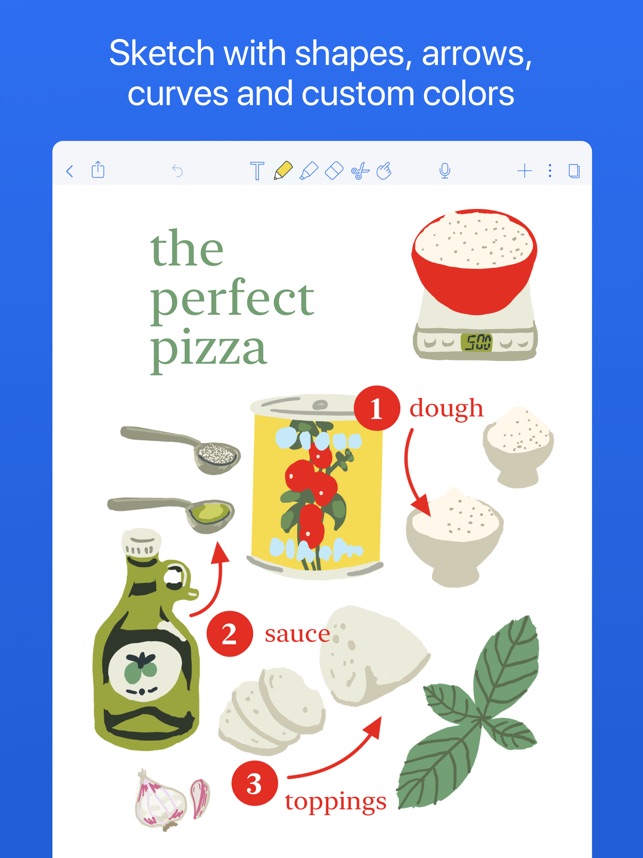 Sketch with shapes, arrows,
curves and custom colors
T
the
perfect
pizza
500
1 dough
2 sauce
3 toppings